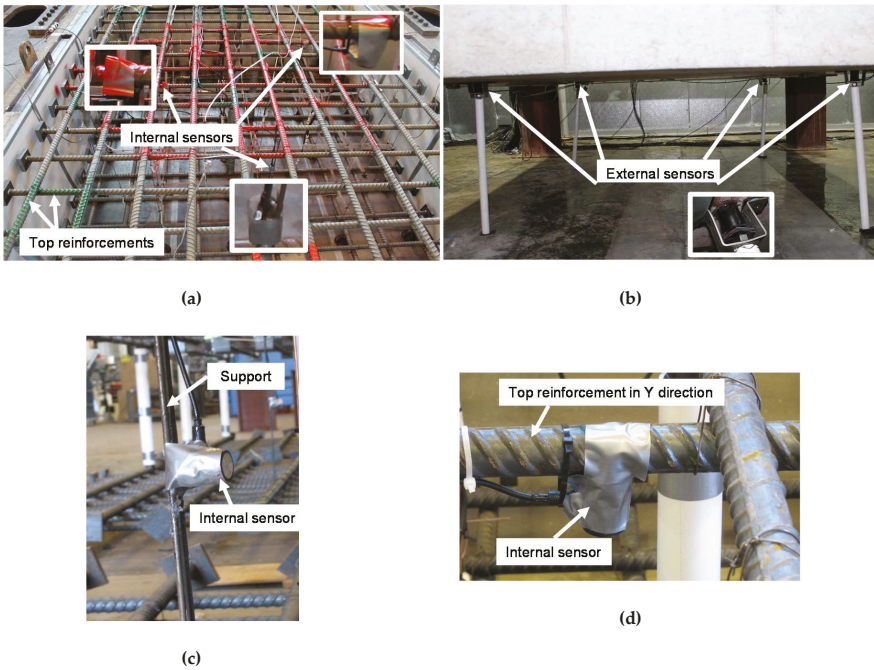 Internal sensors
Top reinforcements
External sensors
(a)
(b)
Support
Internal sensor
Top reinforcement in Y direction
Internal sensor
(c)
(d)